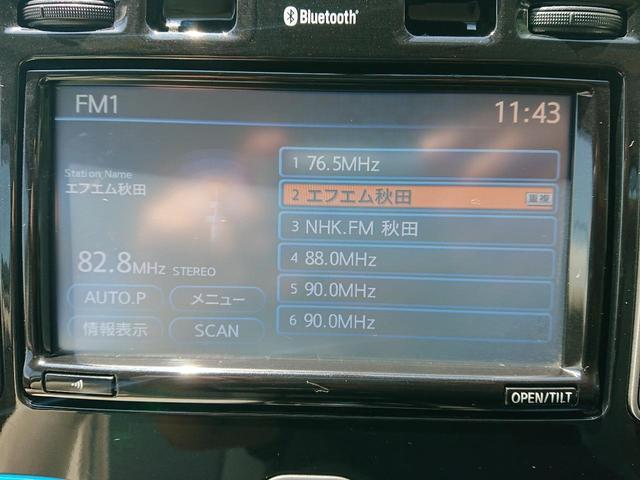 Bluetooth
FM1
11:43
Station Name
エフエム秋田
82.8MHz STEREO
AUTO.P
メニュー
情報表示
SCAN
1 76.5MHz
2 エフエム秋田 重複
3 NHK.FM 秋田
4 88.0MHz
5 90.0MHz
6 90.0MHz
OPEN/TILT